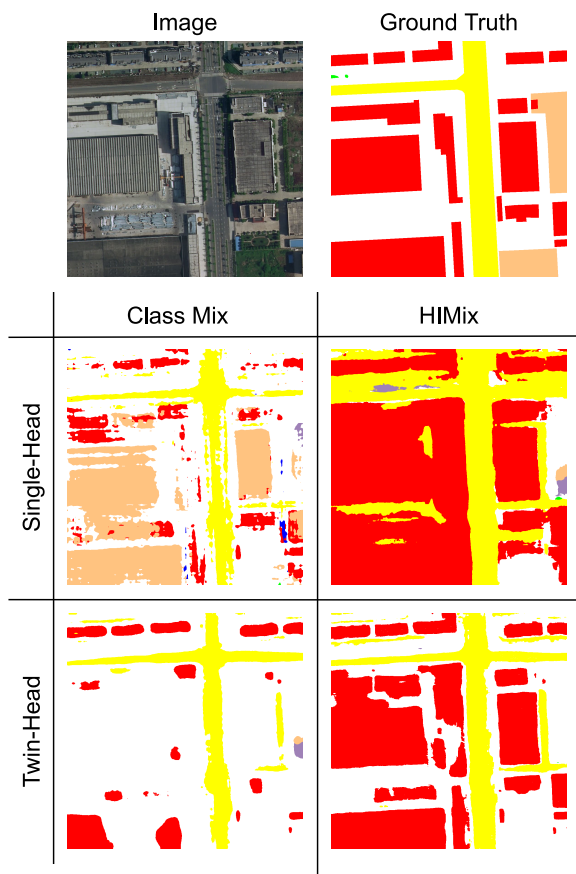 Image
Ground Truth
Class Mix
HIMix
Single-Head
Twin-Head